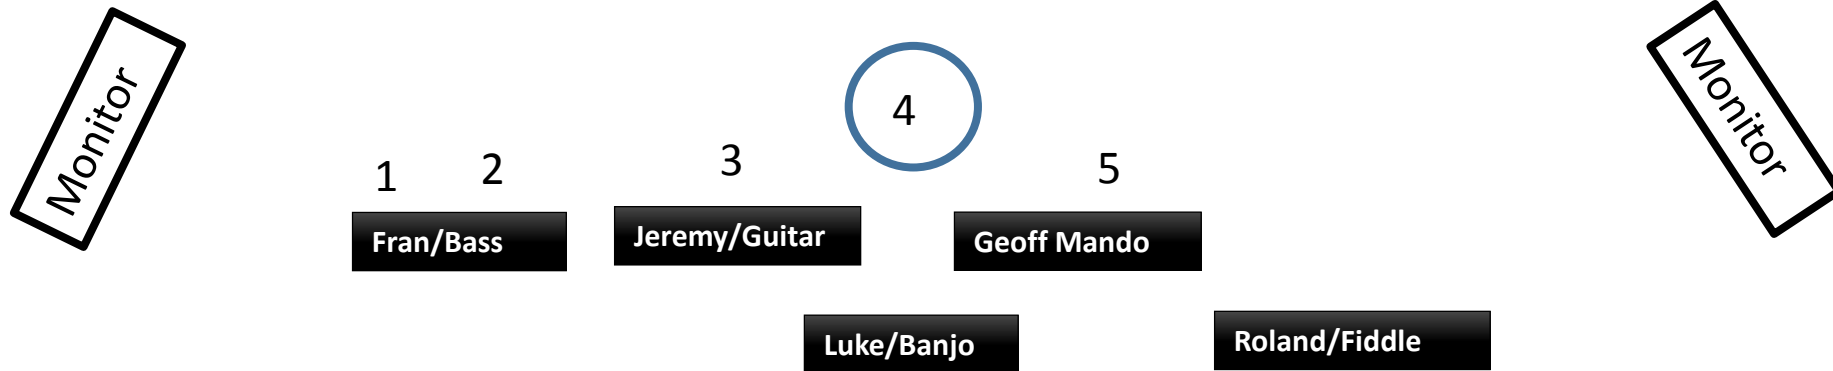 Monitor
Monitor
4
1
2
3
5
Fran/Bass
Jeremy/Guitar
Geoff Mando
Luke/Banjo
Roland/Fiddle